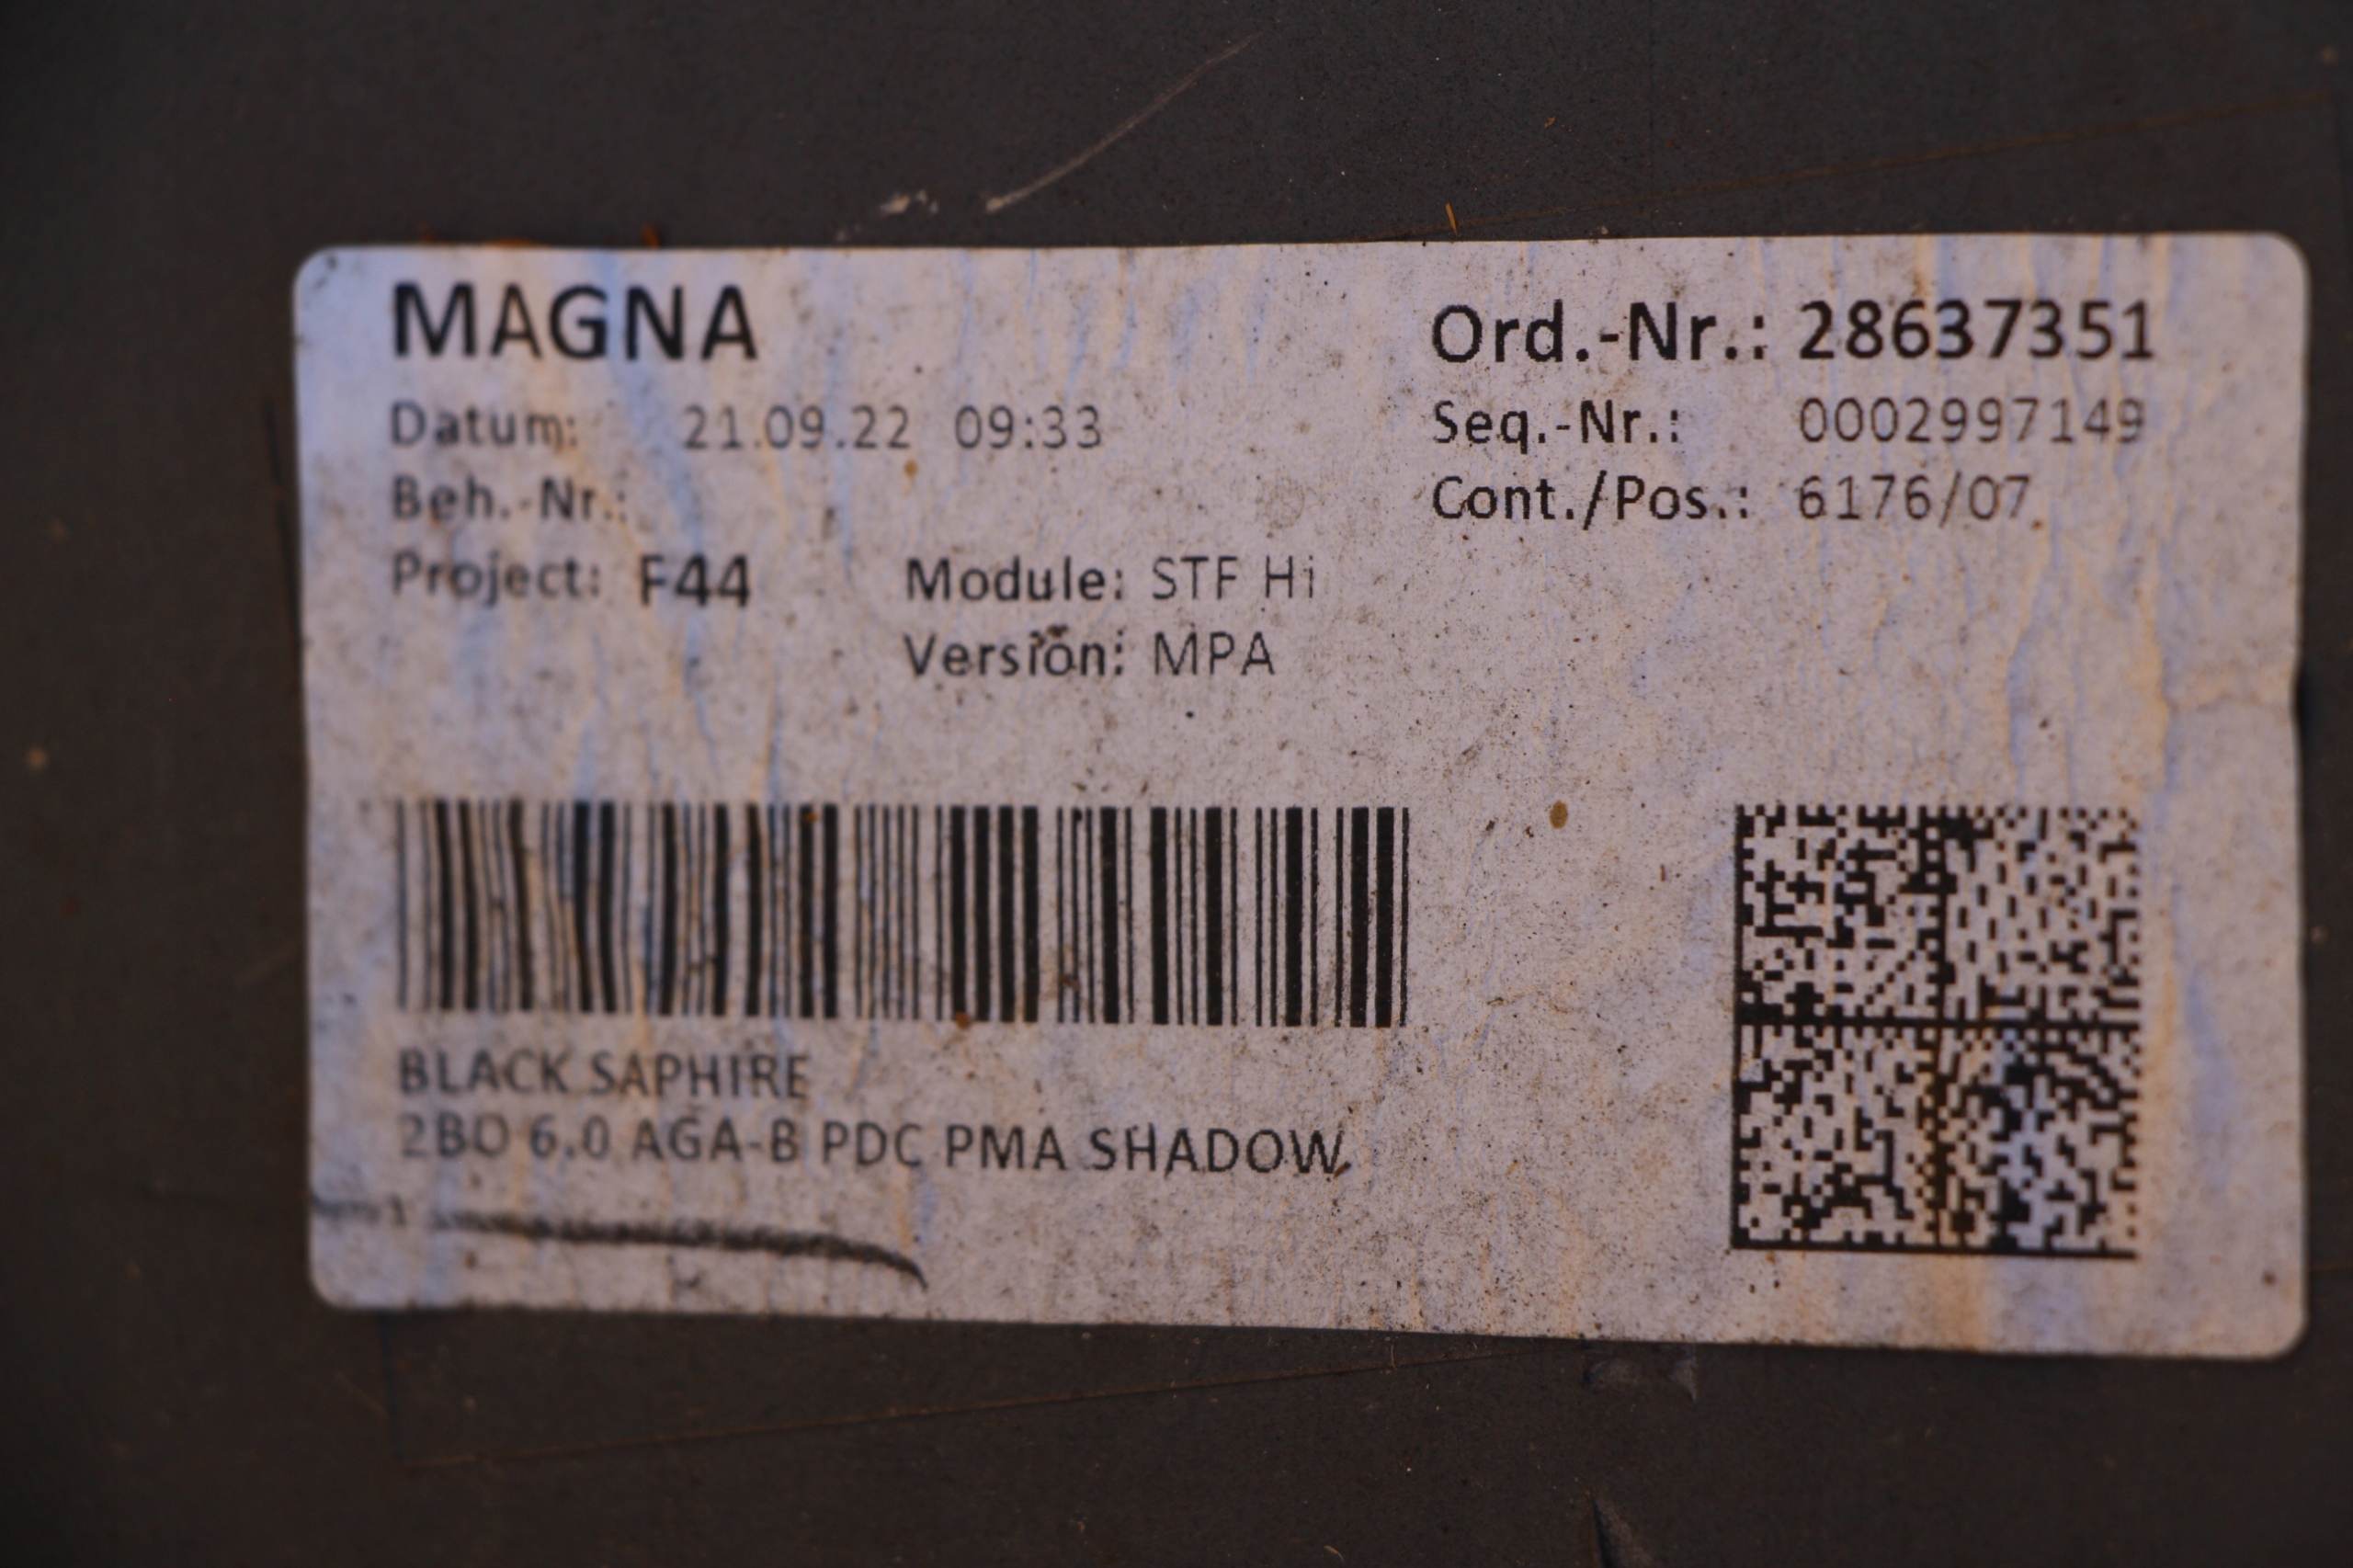 MAGNA
Ord.-Nr.: 28637351
Datum: 21.09.22 09:33
Seq.-Nr.: 0002997149
Beh.-Nr.:
Cont./Pos.: 6176/07
Project: F44 Module: STF Hi
Version: MPA
BLACK SAPHIRE
2BO 6.0 AGA-B PDC PMA SHADOW